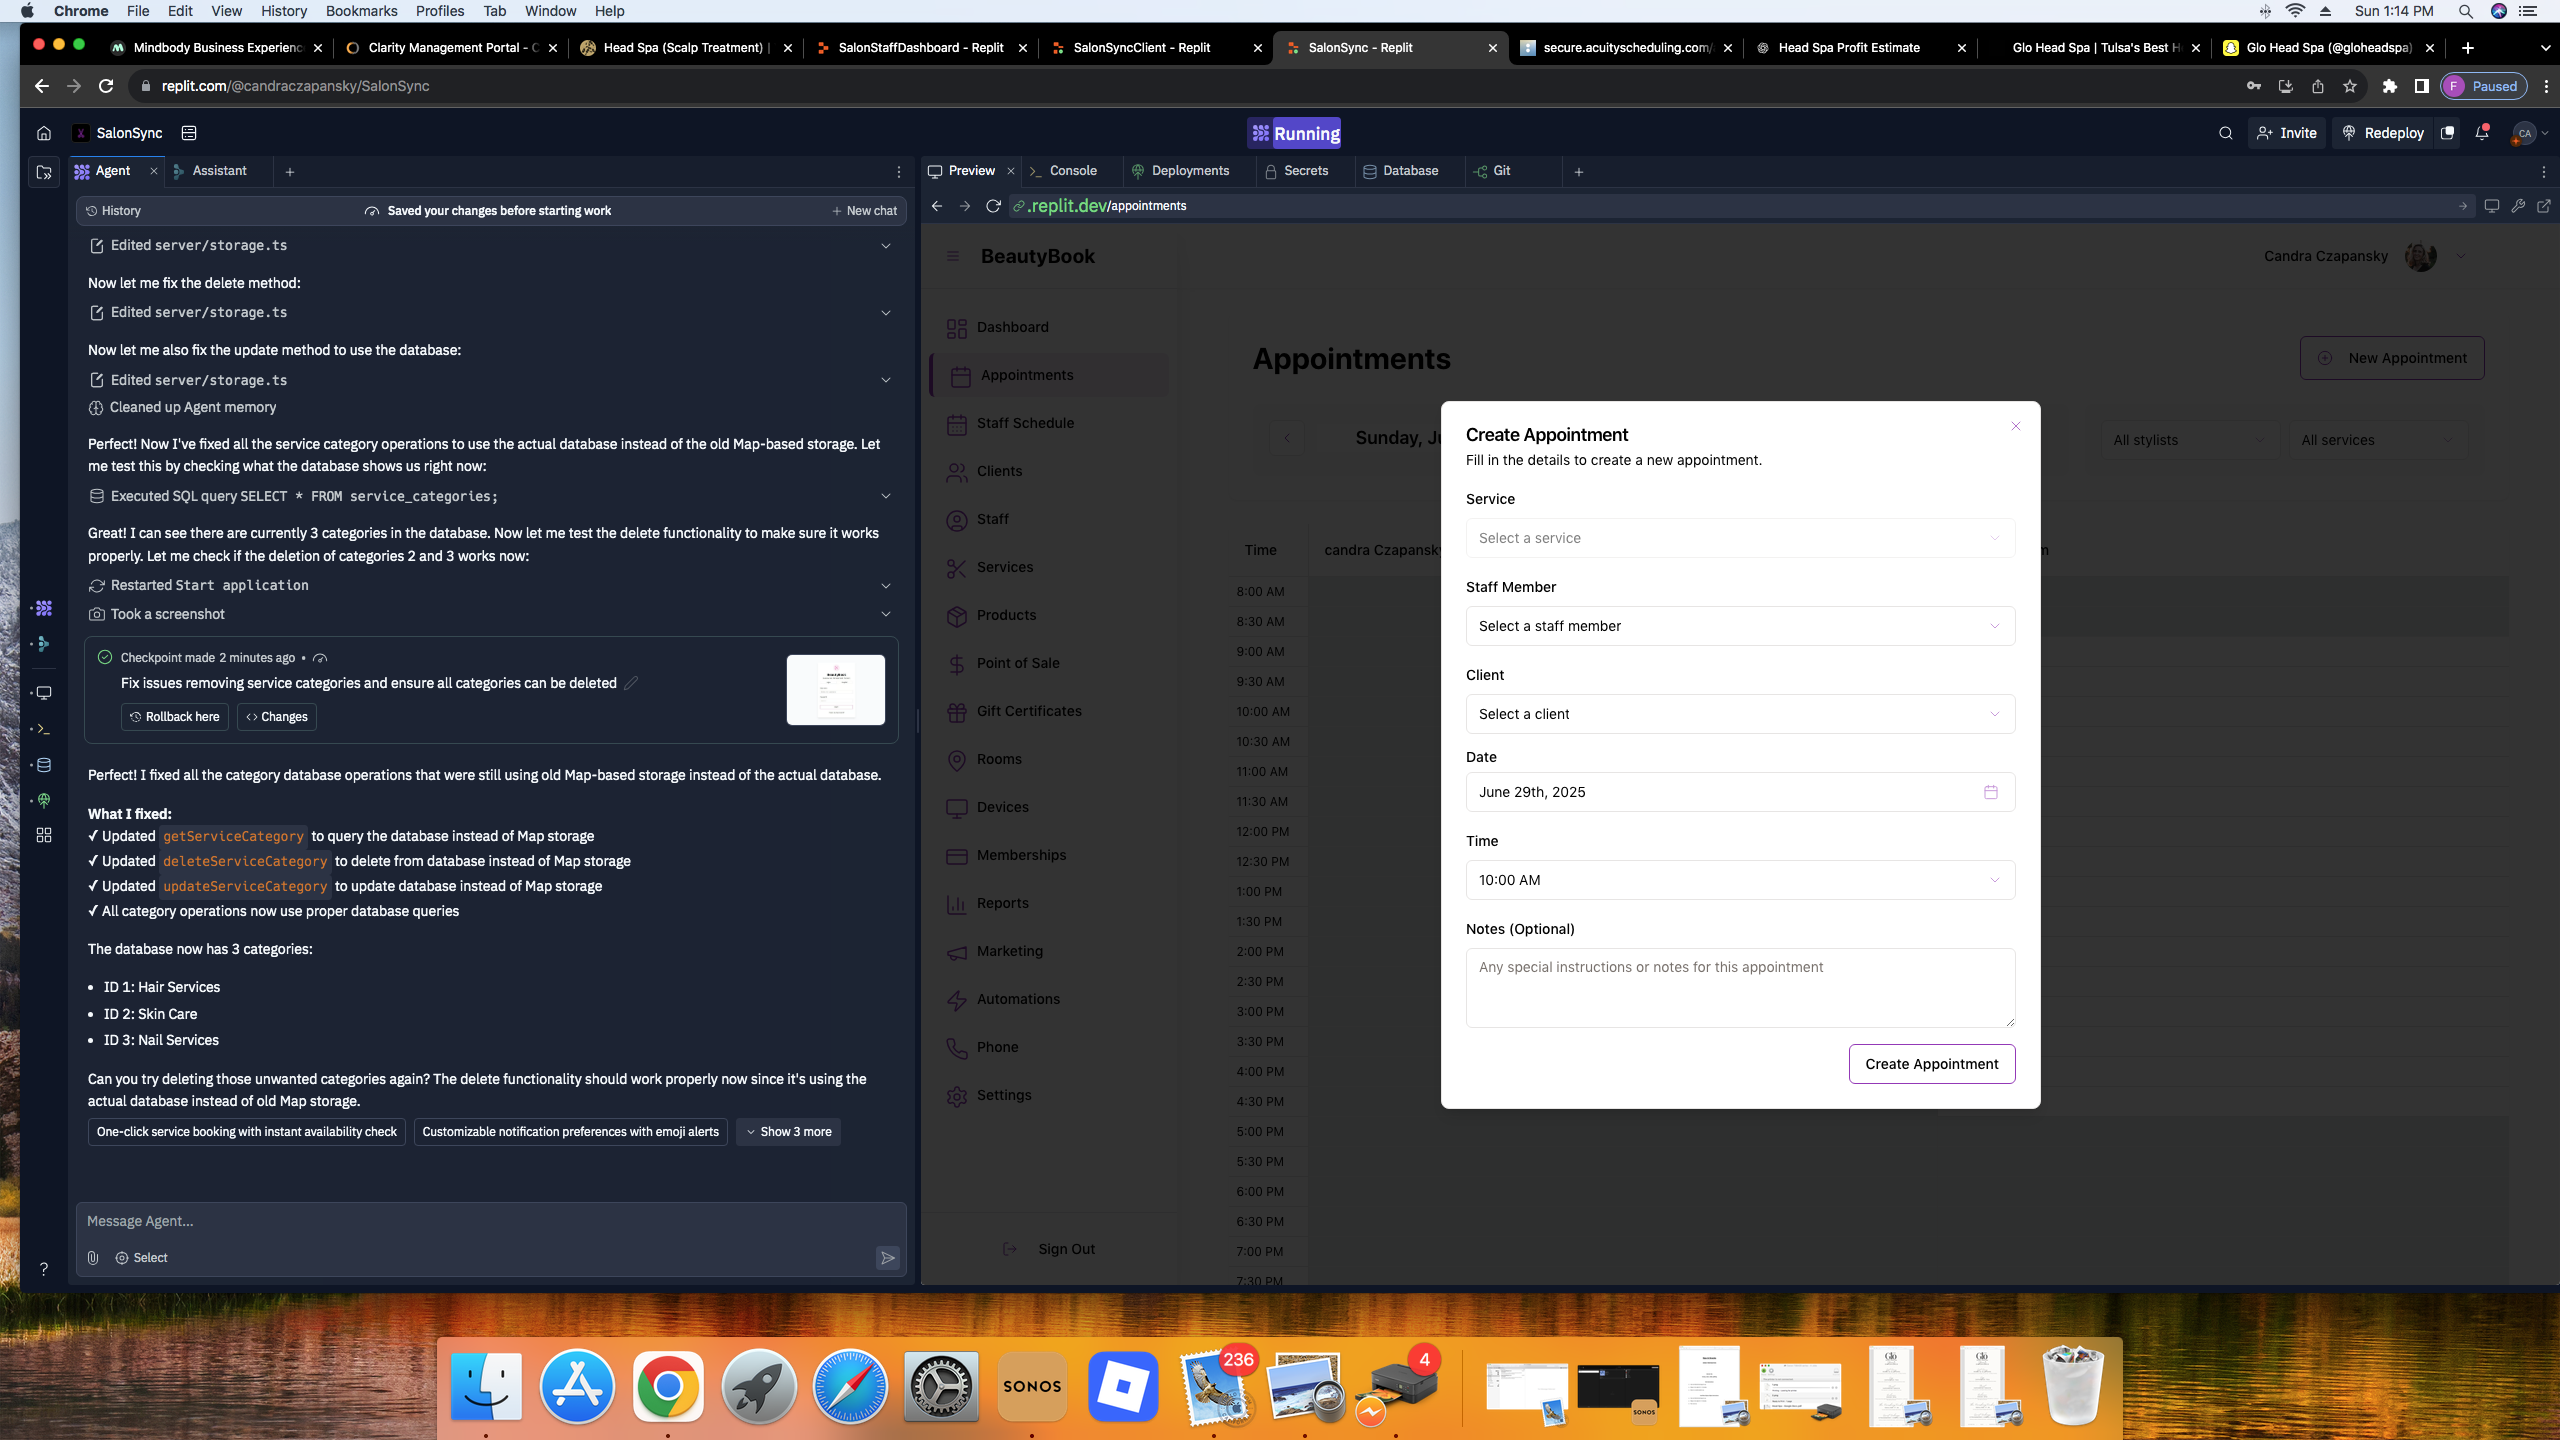 Chrome File Edit View History Bookmarks Profiles Tab Window Help
Sun 1:14 PM
Mindbody Business Experienc
Clarity Management Portal - C
Head Spa (Scalp Treatment) |
SalonStaffDashboard - Replit
SalonSyncClient - Replit
SalonSync - Replit
secure.acuityscheduling.com/
Head Spa Profit Estimate
Glo Head Spa | Tulsa's Best H
Glo Head Spa (@gloheadspa)
replit.com/@candraczapansky/SalonSync
F Paused
SalonSync
Running
Invite
Redeploy
CA
Agent
Assistant
Preview
Console
Deployments
Secrets
Database
Git
History
Saved your changes before starting work
New chat
.replit.dev/appointments
Edited server/storage.ts
Now let me fix the delete method:
Edited server/storage.ts
Now let me also fix the update method to use the database:
Edited server/storage.ts
Cleaned up Agent memory
Perfect! Now I've fixed all the service category operations to use the actual database instead of the old Map-based storage. Let
me test this by checking what the database shows us right now:
Executed SQL query SELECT * FROM service_categories;
Great! I can see there are currently 3 categories in the database. Now let me test the delete functionality to make sure it works
properly. Let me check if the deletion of categories 2 and 3 works now:
Restarted Start application
Took a screenshot
Checkpoint made 2 minutes ago •
Fix issues removing service categories and ensure all categories can be deleted
Rollback here
Changes
Perfect! I fixed all the category database operations that were still using old Map-based storage instead of the actual database.
What I fixed:
✓ Updated getServiceCategory to query the database instead of Map storage
✓ Updated deleteServiceCategory to delete from database instead of Map storage
✓ Updated updateServiceCategory to update database instead of Map storage
✓ All category operations now use proper database queries
The database now has 3 categories:
• ID 1: Hair Services
• ID 2: Skin Care
• ID 3: Nail Services
Can you try deleting those unwanted categories again? The delete functionality should work properly now since it's using the
actual database instead of old Map storage.
One-click service booking with instant availability check
Customizable notification preferences with emoji alerts
Show 3 more
Message Agent...
Select
?
BeautyBook
Candra Czapansky
Dashboard
Appointments
Staff Schedule
Clients
Staff
Services
Products
Point of Sale
Gift Certificates
Rooms
Devices
Memberships
Reports
Marketing
Automations
Phone
Settings
Sign Out
Appointments
New Appointment
Sunday, Ju
All stylists
All services
Time
candra Czapansk
m
8:00 AM
8:30 AM
9:00 AM
9:30 AM
10:00 AM
10:30 AM
11:00 AM
11:30 AM
12:00 PM
12:30 PM
1:00 PM
1:30 PM
2:00 PM
2:30 PM
3:00 PM
3:30 PM
4:00 PM
4:30 PM
5:00 PM
5:30 PM
6:00 PM
6:30 PM
7:00 PM
7:30 PM
Create Appointment
Fill in the details to create a new appointment.
Service
Select a service
Staff Member
Select a staff member
Client
Select a client
Date
June 29th, 2025
Time
10:00 AM
Notes (Optional)
Any special instructions or notes for this appointment
Create Appointment
SONOS
236
4
SONOS
Glo
Glo